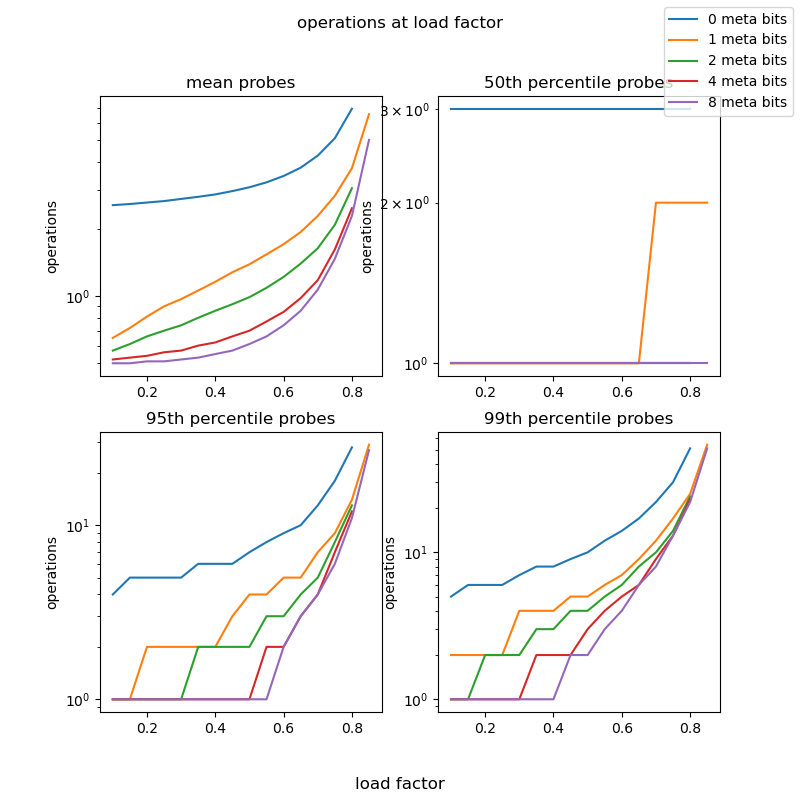 operations at load factor
0 meta bits
1 meta bits
2 meta bits
4 meta bits
8 meta bits
mean probes
operations
10⁰
0.2 0.4 0.6 0.8
50th percentile probes
operations
3 × 10⁰
2 × 10⁰
10⁰
0.2 0.4 0.6 0.8
95th percentile probes
operations
10¹
10⁰
0.2 0.4 0.6 0.8
99th percentile probes
operations
10¹
10⁰
0.2 0.4 0.6 0.8
load factor